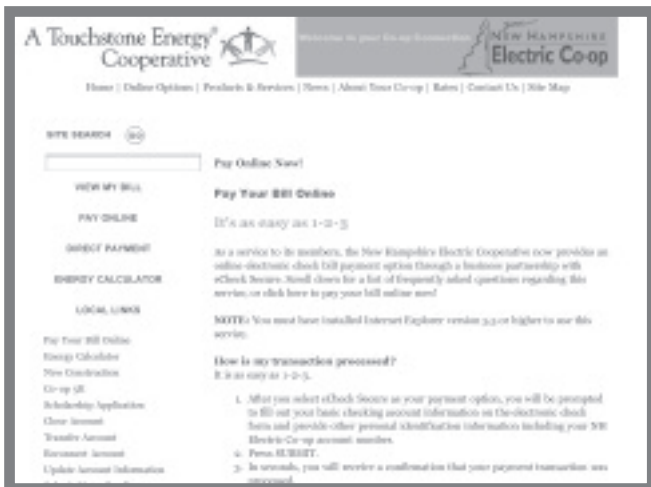 A Touchstone Energy®
Cooperative
Welcome to your Co-op Connection
New Hampshire
Electric Co-op
Home | Online Options | Products & Services | News | About Your Co-op | Rates | Contact Us | Site Map
SITE SEARCH GO
Pay Online Now!
VIEW MY BILL
Pay Your Bill Online
PAY ONLINE
It's as easy as 1-2-3
DIRECT PAYMENT
ENERGY CALCULATOR
LOCAL LINKS
As a service to its members, the New Hampshire Electric Cooperative now provides an
online electronic check bill payment option through a business partnership with
eCheck Secure. Scroll down for a list of frequently asked questions regarding this
service, or click here to pay your bill online now!
NOTE: You must have installed Internet Explorer version or higher to use this
service.
How is my transaction processed?
It is as easy as 1-2-3.
1. After you select eCheck Secure as your payment option, you will be prompted
to fill out your basic checking account information on the electronic check
form and provide other personal identification information including your NH
Electric Co-op account number.
2. Press SUBMIT.
3. In seconds, you will receive a confirmation that your payment transaction was
processed.
Pay Your Bill Online
Energy Calculator
New Construction
Co-op
Scholarship Application
Close Account
Transfer Account
Reconnect Account
Update Account Information